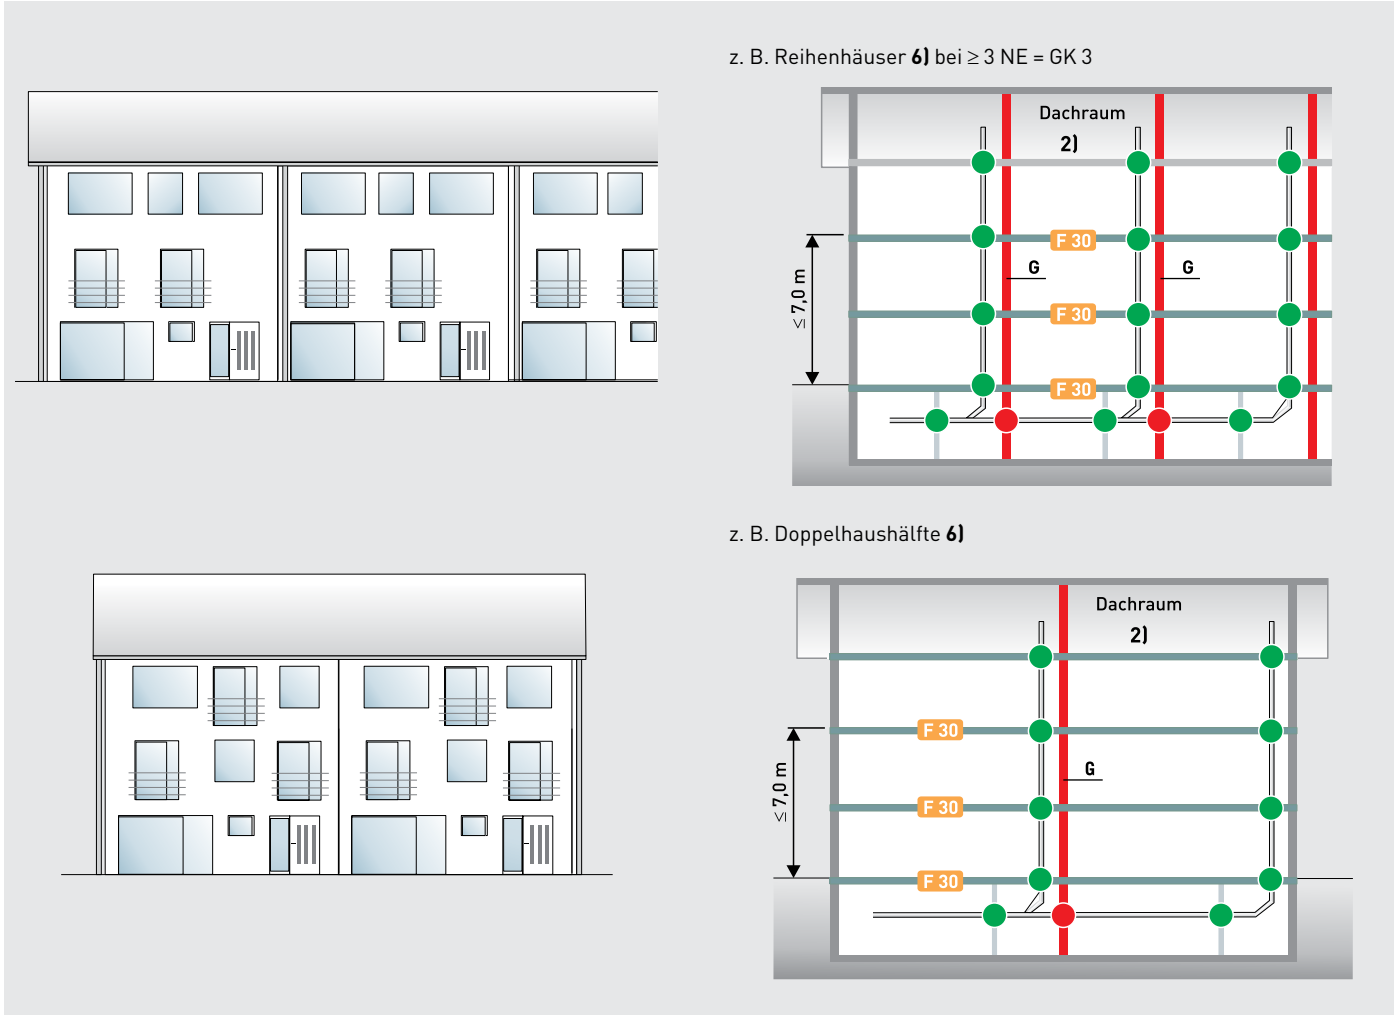 z. B. Reihenhäuser 6) bei ≥ 3 NE = GK 3
Dachraum
2)
F 30
G
G
≤ 7,0 m
F 30
F 30
z. B. Doppelhaushälfte 6)
Dachraum
2)
F 30
G
≤ 7,0 m
F 30
F 30